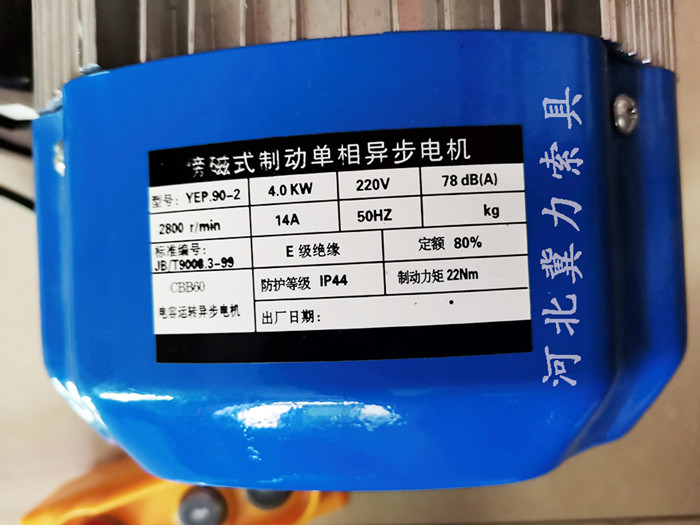 旁磁式制动单相异步电机
型号: YEP.90-2 4.0 KW 220V 78 dB(A)
2800 r/min 14A 50HZ kg
标准编号:
JB/T9008.3-99 E 级绝缘 定额 80%
CBB60 防护等级 IP44 制动力矩 22Nm
电容运转异步电机 出厂日期:
河北冀力索具